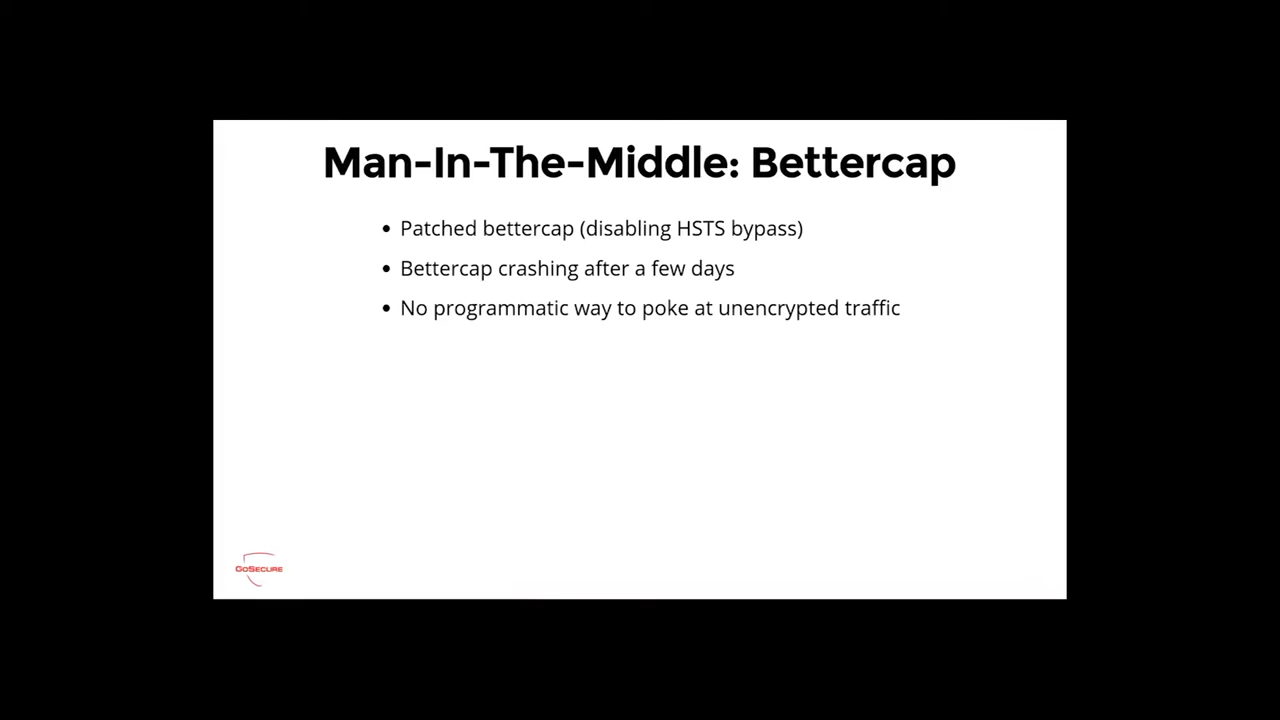 Man-In-The-Middle: Bettercap
• Patched bettercap (disabling HSTS bypass)
• Bettercap crashing after a few days
• No programmatic way to poke at unencrypted traffic
GoSecure